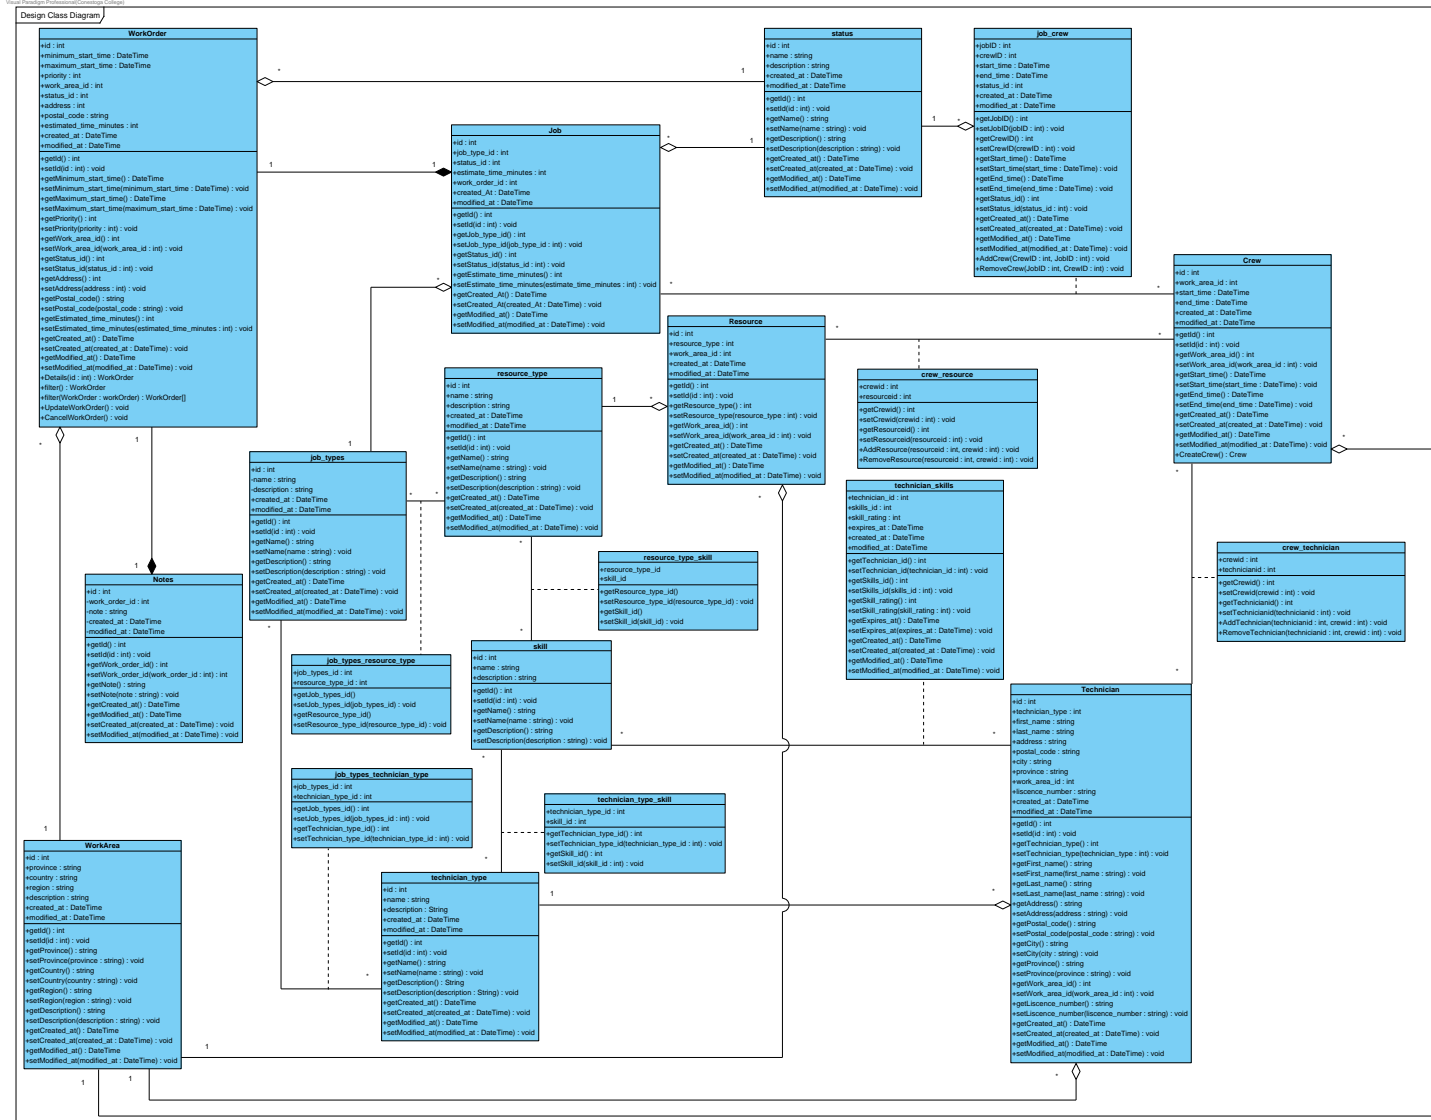 Visual Paradigm Professional(Conestoga College)
Design Class Diagram
WorkOrder
+id : int
+minimum_start_time : DateTime
+maximum_start_time : DateTime
+priority : int
+work_area_id : int
+status_id : int
+address : int
+postal_code : string
+estimated_time_minutes : int
+created_at : DateTime
+modified_at : DateTime
+getId() : int
+setId(id : int) : void
+getMinimum_start_time() : DateTime
+setMinimum_start_time(minimum_start_time : DateTime) : void
+getMaximum_start_time() : DateTime
+setMaximum_start_time(maximum_start_time : DateTime) : void
+getPriority() : int
+setPriority(priority : int) : void
+getWork_area_id() : int
+setWork_area_id(work_area_id : int) : void
+getStatus_id() : int
+setStatus_id(status_id : int) : void
+getAddress() : int
+setAddress(address : int) : void
+getPostal_code() : string
+setPostal_code(postal_code : string) : void
+getEstimated_time_minutes() : int
+setEstimated_time_minutes(estimated_time_minutes : int) : void
+getCreated_at() : DateTime
+setCreated_at(created_at : DateTime) : void
+getModified_at() : DateTime
+setModified_at(modified_at : DateTime) : void
+Details(id : int) : WorkOrder
+filter() : WorkOrder
+filter(WorkOrder : workOrder) : WorkOrder[]
+UpdateWorkOrder() : void
+CancelWorkOrder() : void
*
1
1
1
*
1
status
+id : int
+name : string
+description : string
+created_at : DateTime
+modified_at : DateTime
+getId() : int
+setId(id : int) : void
+getName() : string
+setName(name : string) : void
+getDescription() : string
+setDescription(description : string) : void
+getCreated_at() : DateTime
+setCreated_at(created_at : DateTime) : void
+getModified_at() : DateTime
+setModified_at(modified_at : DateTime) : void
1
*
job_crew
+jobID : int
+crewID : int
+start_time : DateTime
+end_time : DateTime
+status_id : int
+created_at : DateTime
+modified_at : DateTime
+getJobID() : int
+setJobID(jobID : int) : void
+getCrewID() : int
+setCrewID(crewID : int) : void
+getStart_time() : DateTime
+setStart_time(start_time : DateTime) : void
+getEnd_time() : DateTime
+setEnd_time(end_time : DateTime) : void
+getStatus_id() : int
+setStatus_id(status_id : int) : void
+getCreated_at() : DateTime
+setCreated_at(created_at : DateTime) : void
+getModified_at() : DateTime
+setModified_at(modified_at : DateTime) : void
+AddCrew(CrewID : int, JobID : int) : void
+RemoveCrew(JobID : int, CrewID : int) : void
Job
+id : int
+job_type_id : int
+status_id : int
+estimate_time_minutes : int
+work_order_id : int
+created_At : DateTime
+modified_at : DateTime
+getId() : int
+setId(id : int) : void
+getJob_type_id() : int
+setJob_type_id(job_type_id : int) : void
+getStatus_id() : int
+setStatus_id(status_id : int) : void
+getEstimate_time_minutes() : int
+setEstimate_time_minutes(estimate_time_minutes : int) : void
+getCreated_At() : DateTime
+setCreated_At(created_At : DateTime) : void
+getModified_at() : DateTime
+setModified_at(modified_at : DateTime) : void
*
1
*
*
Crew
+id : int
+work_area_id : int
+start_time : DateTime
+end_time : DateTime
+created_at : DateTime
+modified_at : DateTime
+getId() : int
+setId(id : int) : void
+getWork_area_id() : int
+setWork_area_id(work_area_id : int) : void
+getStart_time() : DateTime
+setStart_time(start_time : DateTime) : void
+getEnd_time() : DateTime
+setEnd_time(end_time : DateTime) : void
+getCreated_at() : DateTime
+setCreated_at(created_at : DateTime) : void
+getModified_at() : DateTime
+setModified_at(modified_at : DateTime) : void
+CreateCrew() : Crew
*
*
Resource
+id : int
+resource_type : int
+work_area_id : int
+created_at : DateTime
+modified_at : DateTime
+getId() : int
+setId(id : int) : void
+getResource_type() : int
+setResource_type(resource_type : int) : void
+getWork_area_id() : int
+setWork_area_id(work_area_id : int) : void
+getCreated_at() : DateTime
+setCreated_at(created_at : DateTime) : void
+getModified_at() : DateTime
+setModified_at(modified_at : DateTime) : void
*
*
*
crew_resource
+crewid : int
+resourceid : int
+getCrewid() : int
+setCrewid(crewid : int) : void
+getResourceid() : int
+setResourceid(resourceid : int) : void
+AddResource(resourceid : int, crewid : int) : void
+RemoveResource(resourceid : int, crewid : int) : void
resource_type
+id : int
+name : string
+description : string
+created_at : DateTime
+modified_at : DateTime
+getId() : int
+setId(id : int) : void
+getName() : string
+setName(name : string) : void
+getDescription() : string
+setDescription(description : string) : void
+getCreated_at() : DateTime
+setCreated_at(created_at : DateTime) : void
+getModified_at() : DateTime
+setModified_at(modified_at : DateTime) : void
1
*
*
*
job_types
+id : int
-name : string
-description : string
+created_at : DateTime
+modified_at : DateTime
+getId() : int
+setId(id : int) : void
+getName() : string
+setName(name : string) : void
+getDescription() : string
+setDescription(description : string) : void
+getCreated_at() : DateTime
+setCreated_at(created_at : DateTime) : void
+getModified_at() : DateTime
+setModified_at(modified_at : DateTime) : void
*
*
technician_skills
+technician_id : int
+skills_id : int
+skill_rating : int
+expires_at : DateTime
+created_at : DateTime
+modified_at : DateTime
+getTechnician_id() : int
+setTechnician_id(technician_id : int) : void
+getSkills_id() : int
+setSkills_id(skills_id : int) : void
+getSkill_rating() : int
+setSkill_rating(skill_rating : int) : void
+getExpires_at() : DateTime
+setExpires_at(expires_at : DateTime) : void
+getCreated_at() : DateTime
+setCreated_at(created_at : DateTime) : void
+getModified_at() : DateTime
+setModified_at(modified_at : DateTime) : void
crew_technician
+crewid : int
+technicianid : int
+getCrewid() : int
+setCrewid(crewid : int) : void
+getTechnicianid() : int
+setTechnicianid(technicianid : int) : void
+AddTechnician(technicianid : int, crewid : int) : void
+RemoveTechnician(technicianid : int, crewid : int) : void
resource_type_skill
+resource_type_id
+skill_id
+getResource_type_id()
+setResource_type_id(resource_type_id) : void
+getSkill_id()
+setSkill_id(skill_id) : void
Notes
+id : int
-work_order_id : int
-note : string
-created_at : DateTime
-modified_at : DateTime
+getId() : int
+setId(id : int) : void
+getWork_order_id() : int
+setWork_order_id(work_order_id : int) : int
+getNote() : string
+setNote(note : string) : void
+getCreated_at() : DateTime
+getModified_at() : DateTime
+setCreated_at(created_at : DateTime) : void
+setModified_at(modified_at : DateTime) : void
1
1
*
1
job_types_resource_type
+job_types_id : int
+resource_type_id : int
+getJob_types_id()
+setJob_types_id(job_types_id) : void
+getResource_type_id()
+setResource_type_id(resource_type_id) : void
skill
+id : int
+name : string
+description : string
+getId() : int
+setId(id : int) : void
+getName() : string
+setName(name : string) : void
+getDescription() : string
+setDescription(description : string) : void
*
*
*
*
*
Technician
+id : int
+technician_type : int
+first_name : string
+last_name : string
+address : string
+postal_code : string
+city : string
+province : string
+work_area_id : int
+liscence_number : string
+created_at : DateTime
+modified_at : DateTime
+getId() : int
+setId(id : int) : void
+getTechnician_type() : int
+setTechnician_type(technician_type : int) : void
+getFirst_name() : string
+setFirst_name(first_name : string) : void
+getLast_name() : string
+setLast_name(last_name : string) : void
+getAddress() : string
+setAddress(address : string) : void
+getPostal_code() : string
+setPostal_code(postal_code : string) : void
+getCity() : string
+setCity(city : string) : void
+getProvince() : string
+setProvince(province : string) : void
+getWork_area_id() : int
+setWork_area_id(work_area_id : int) : void
+getLiscence_number() : string
+setLiscence_number(liscence_number : string) : void
+getCreated_at() : DateTime
+setCreated_at(created_at : DateTime) : void
+getModified_at() : DateTime
+setModified_at(modified_at : DateTime) : void
job_types_technician_type
+job_types_id : int
+technician_type_id : int
+getJob_types_id() : int
+setJob_types_id(job_types_id : int) : void
+getTechnician_type_id() : int
+setTechnician_type_id(technician_type_id : int) : void
technician_type_skill
+technician_type_id : int
+skill_id : int
+getTechnician_type_id() : int
+setTechnician_type_id(technician_type_id : int) : void
+getSkill_id() : int
+setSkill_id(skill_id : int) : void
WorkArea
+id : int
+province : string
+country : string
+region : string
+description : string
+created_at : DateTime
+modified_at : DateTime
+getId() : int
+setId(id : int) : void
+getProvince() : string
+setProvince(province : string) : void
+getCountry() : string
+setCountry(country : string) : void
+getRegion() : string
+setRegion(region : string) : void
+getDescription() : string
+setDescription(description : string) : void
+getCreated_at() : DateTime
+setCreated_at(created_at : DateTime) : void
+getModified_at() : DateTime
+setModified_at(modified_at : DateTime) : void
technician_type
+id : int
+name : string
+description : String
+created_at : DateTime
+modified_at : DateTime
+getId() : int
+setId(id : int) : void
+getName() : string
+setName(name : string) : void
+getDescription() : String
+setDescription(description : String) : void
+getCreated_at() : DateTime
+setCreated_at(created_at : DateTime) : void
+getModified_at() : DateTime
+setModified_at(modified_at : DateTime) : void
*
*
1
*
1
1
1
*